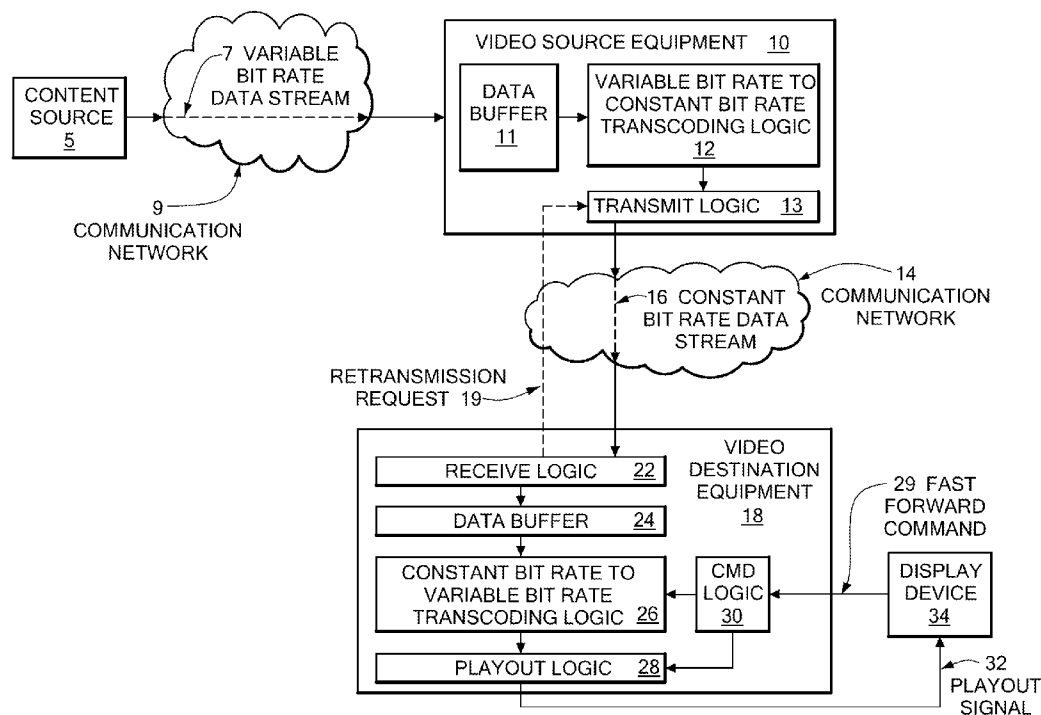 CONTENT
SOURCE
5
7 VARIABLE
BIT RATE
DATA STREAM
9
COMMUNICATION
NETWORK
VIDEO SOURCE EQUIPMENT 10
DATA
BUFFER
11
VARIABLE BIT RATE TO
CONSTANT BIT RATE
TRANSCODING LOGIC
12
TRANSMIT LOGIC 13
14
COMMUNICATION
NETWORK
16 CONSTANT
BIT RATE DATA
STREAM
RETRANSMISSION
REQUEST 19
VIDEO
DESTINATION
EQUIPMENT
18
RECEIVE LOGIC 22
DATA BUFFER 24
CONSTANT BIT RATE TO
VARIABLE BIT RATE
TRANSCODING LOGIC 26
CMD
LOGIC
30
PLAYOUT LOGIC 28
29 FAST
FORWARD
COMMAND
DISPLAY
DEVICE
34
32
PLAYOUT
SIGNAL